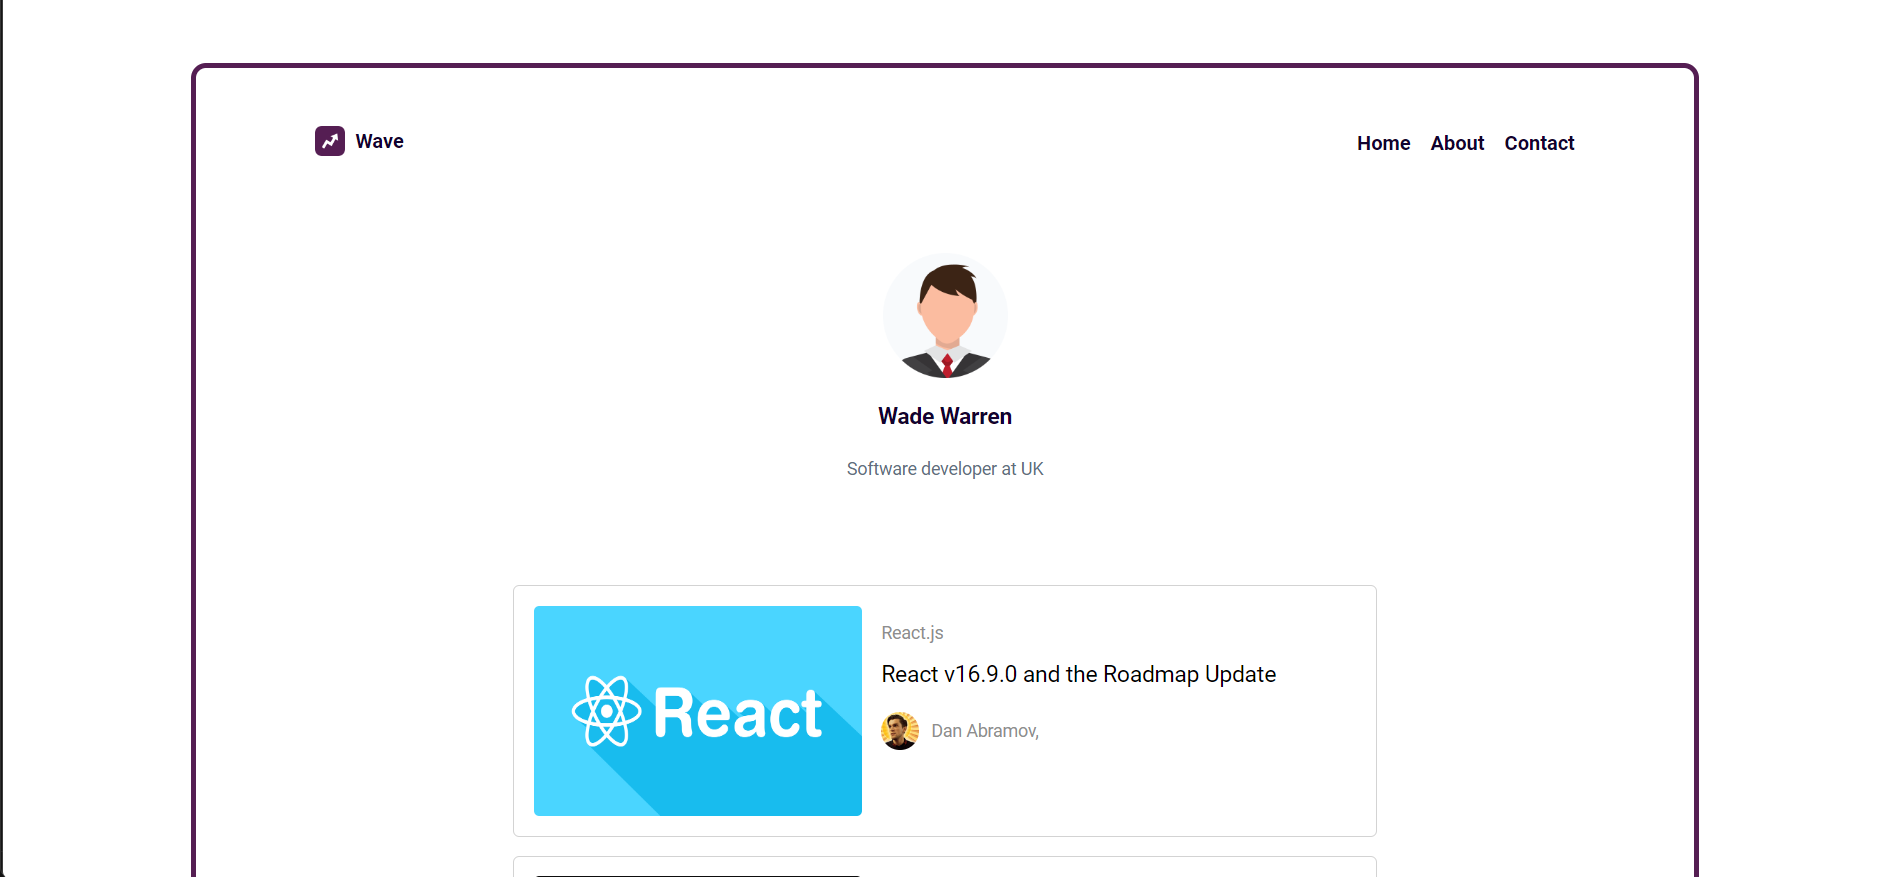 Wave
Home About Contact
Wade Warren
Software developer at UK
React
React.js
React v16.9.0 and the Roadmap Update
Dan Abramov,